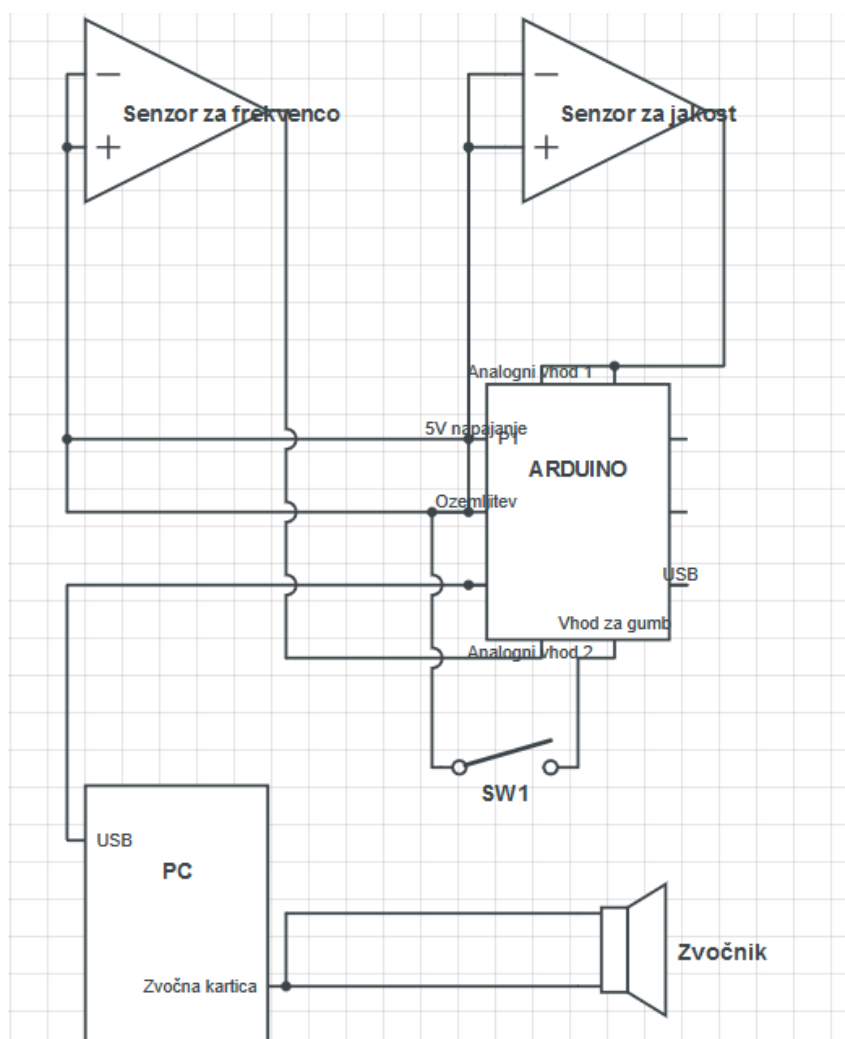 Senzor za frekvenco
Senzor za jakost
Analogni vhod 1
5V napajanje
P1
ARDUINO
Ozemljitev
USB
Vhod za gumb
Analogni vhod 2
SW1
USB
PC
Zvočnik
Zvočna kartica